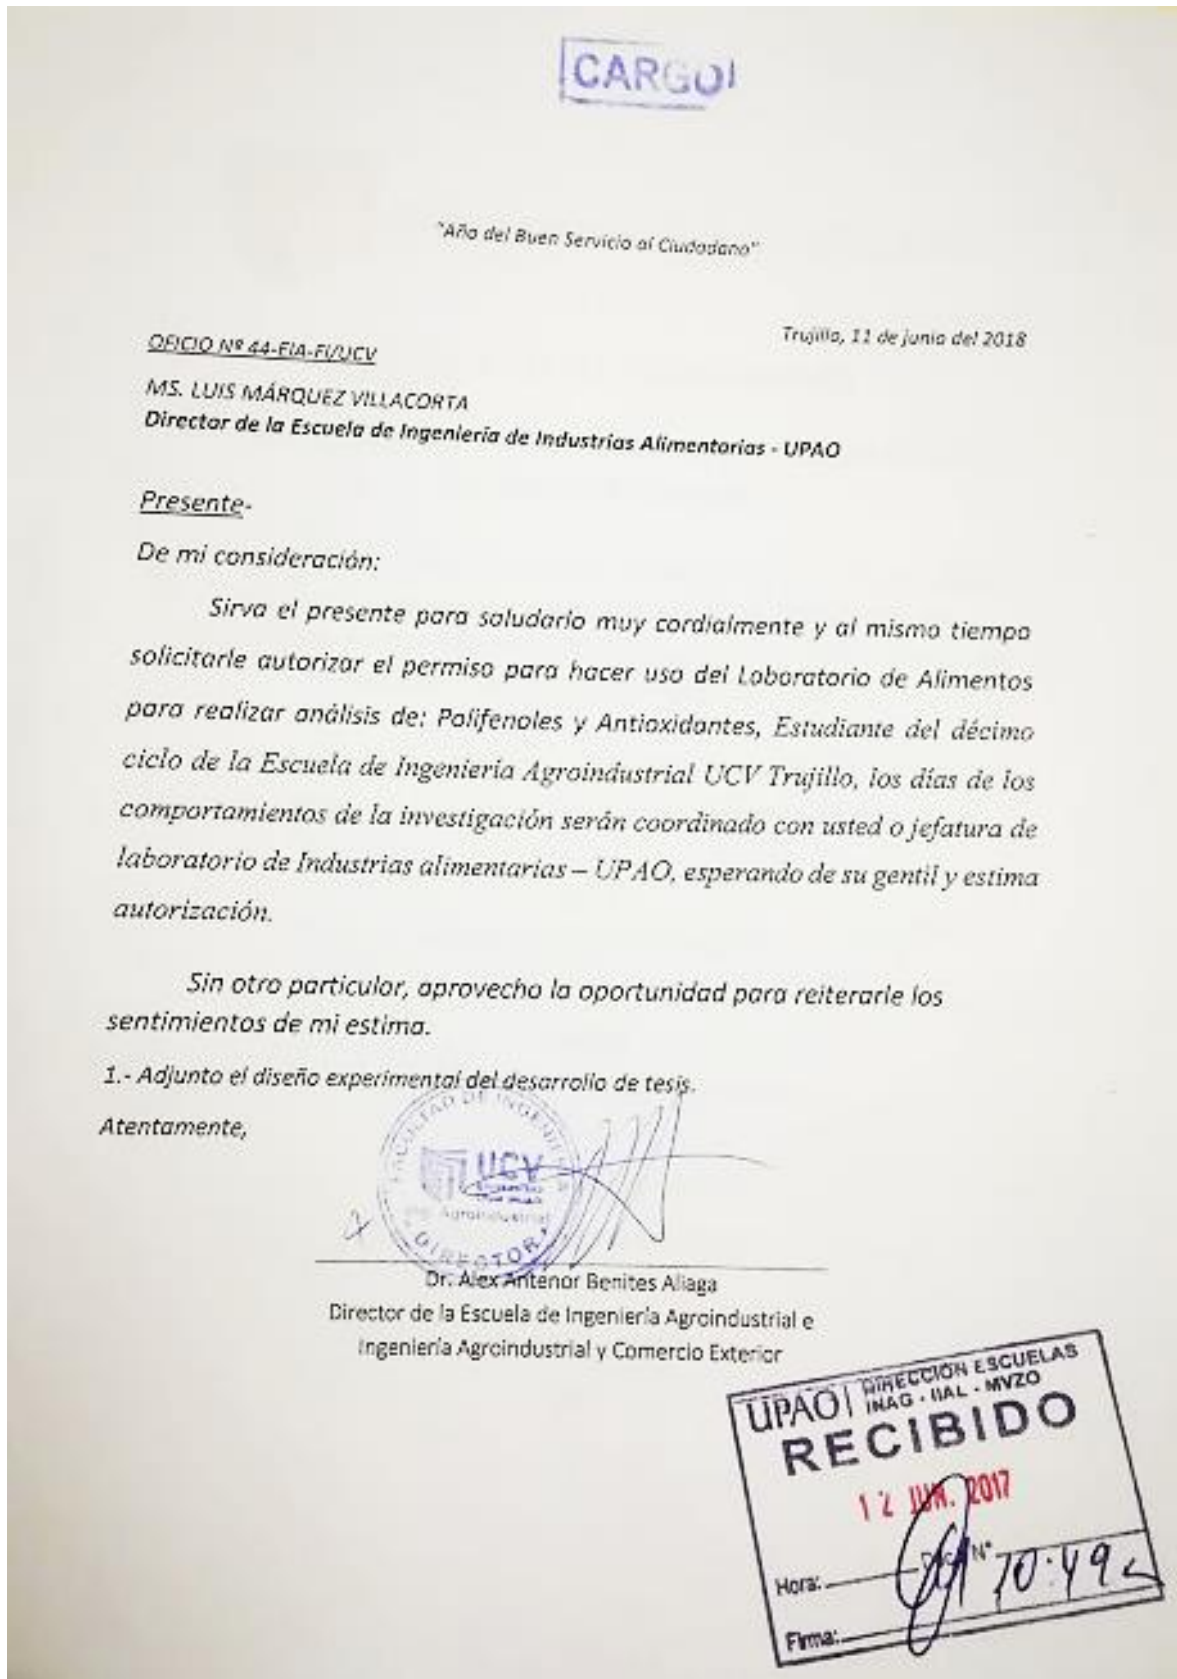 CARGO
"Año del Buen Servicio al Ciudadano"
Trujillo, 11 de junio del 2018
OFICIO Nº 44-EIA-FI/UCV
MS. LUIS MÁRQUEZ VILLACORTA
Director de la Escuela de Ingeniería de Industrias Alimentarias - UPAO
Presente-
De mi consideración:
Sirva el presente para saludarlo muy cordialmente y al mismo tiempo
solicitarle autorizar el permiso para hacer uso del Laboratorio de Alimentos
para realizar análisis de: Polifenoles y Antioxidantes, Estudiante del décimo
ciclo de la Escuela de Ingeniería Agroindustrial UCV Trujillo, los días de los
comportamientos de la investigación serán coordinado con usted o jefatura de
laboratorio de Industrias alimentarias – UPAO, esperando de su gentil y estima
autorización.
Sin otro particular, aprovecho la oportunidad para reiterarle los
sentimientos de mi estima.
1.- Adjunto el diseño experimental del desarrollo de tesis.
Atentamente,
FACULTAD DE INGENIERÍA
UCV
Agroindustrial
DIRECTOR
Dr. Alex Antenor Benites Aliaga
Director de la Escuela de Ingeniería Agroindustrial e
Ingeniería Agroindustrial y Comercio Exterior
UPAO DIRECCIÓN ESCUELAS
INAG - IIAL - MVZO
RECIBIDO
12 JUN. 2017
Hora: N° 10:49
Firma: